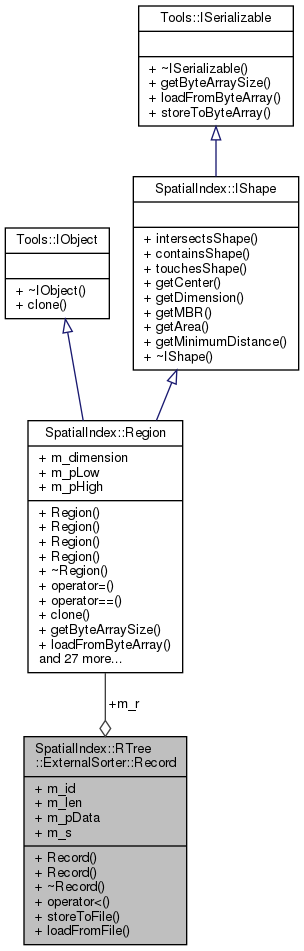 Tools::ISerializable
+ ~ISerializable()
+ getByteArraySize()
+ loadFromByteArray()
+ storeToByteArray()
SpatialIndex::IShape
+ intersectsShape()
+ containsShape()
+ touchesShape()
+ getCenter()
+ getDimension()
+ getMBR()
+ getArea()
+ getMinimumDistance()
+ ~IShape()
Tools::IObject
+ ~IObject()
+ clone()
SpatialIndex::Region
+ m_dimension
+ m_pLow
+ m_pHigh
+ Region()
+ Region()
+ Region()
+ Region()
+ ~Region()
+ operator=()
+ operator==()
+ clone()
+ getByteArraySize()
+ loadFromByteArray()
and 27 more...
+m_r
SpatialIndex::RTree
::ExternalSorter::Record
+ m_id
+ m_len
+ m_pData
+ m_s
+ Record()
+ Record()
+ ~Record()
+ operator<()
+ storeToFile()
+ loadFromFile()